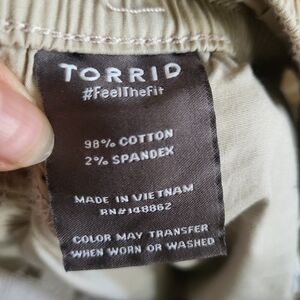 TORRID
#FeelTheFit
98% COTTON
2% SPANDEX
MADE IN VIETNAM
RN#148862
COLOR MAY TRANSFER
WHEN WORN OR WASHED